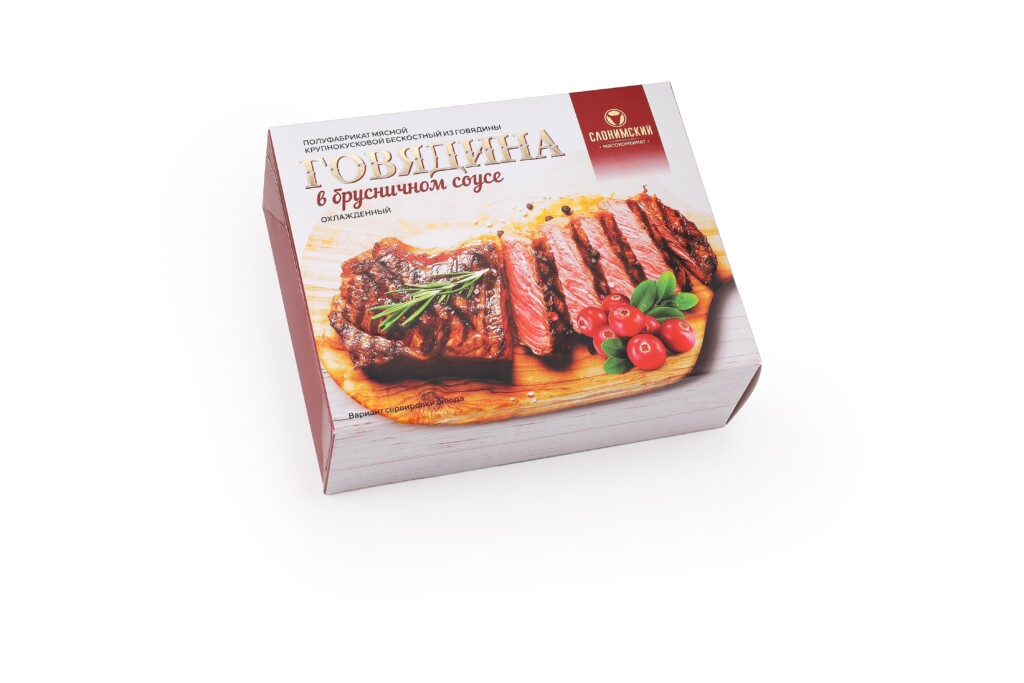 ПОЛУФАБРИКАТ МЯСНОЙ
КРУПНОКУСКОВОЙ БЕСКОСТНЫЙ ИЗ ГОВЯДИНЫ
ГОВЯДИНА
в брусничном соусе
ОХЛАЖДЕННЫЙ
СЛОНИМСКИЙ
МЯСОКОМБИНАТ
Вариант сервировки блюда